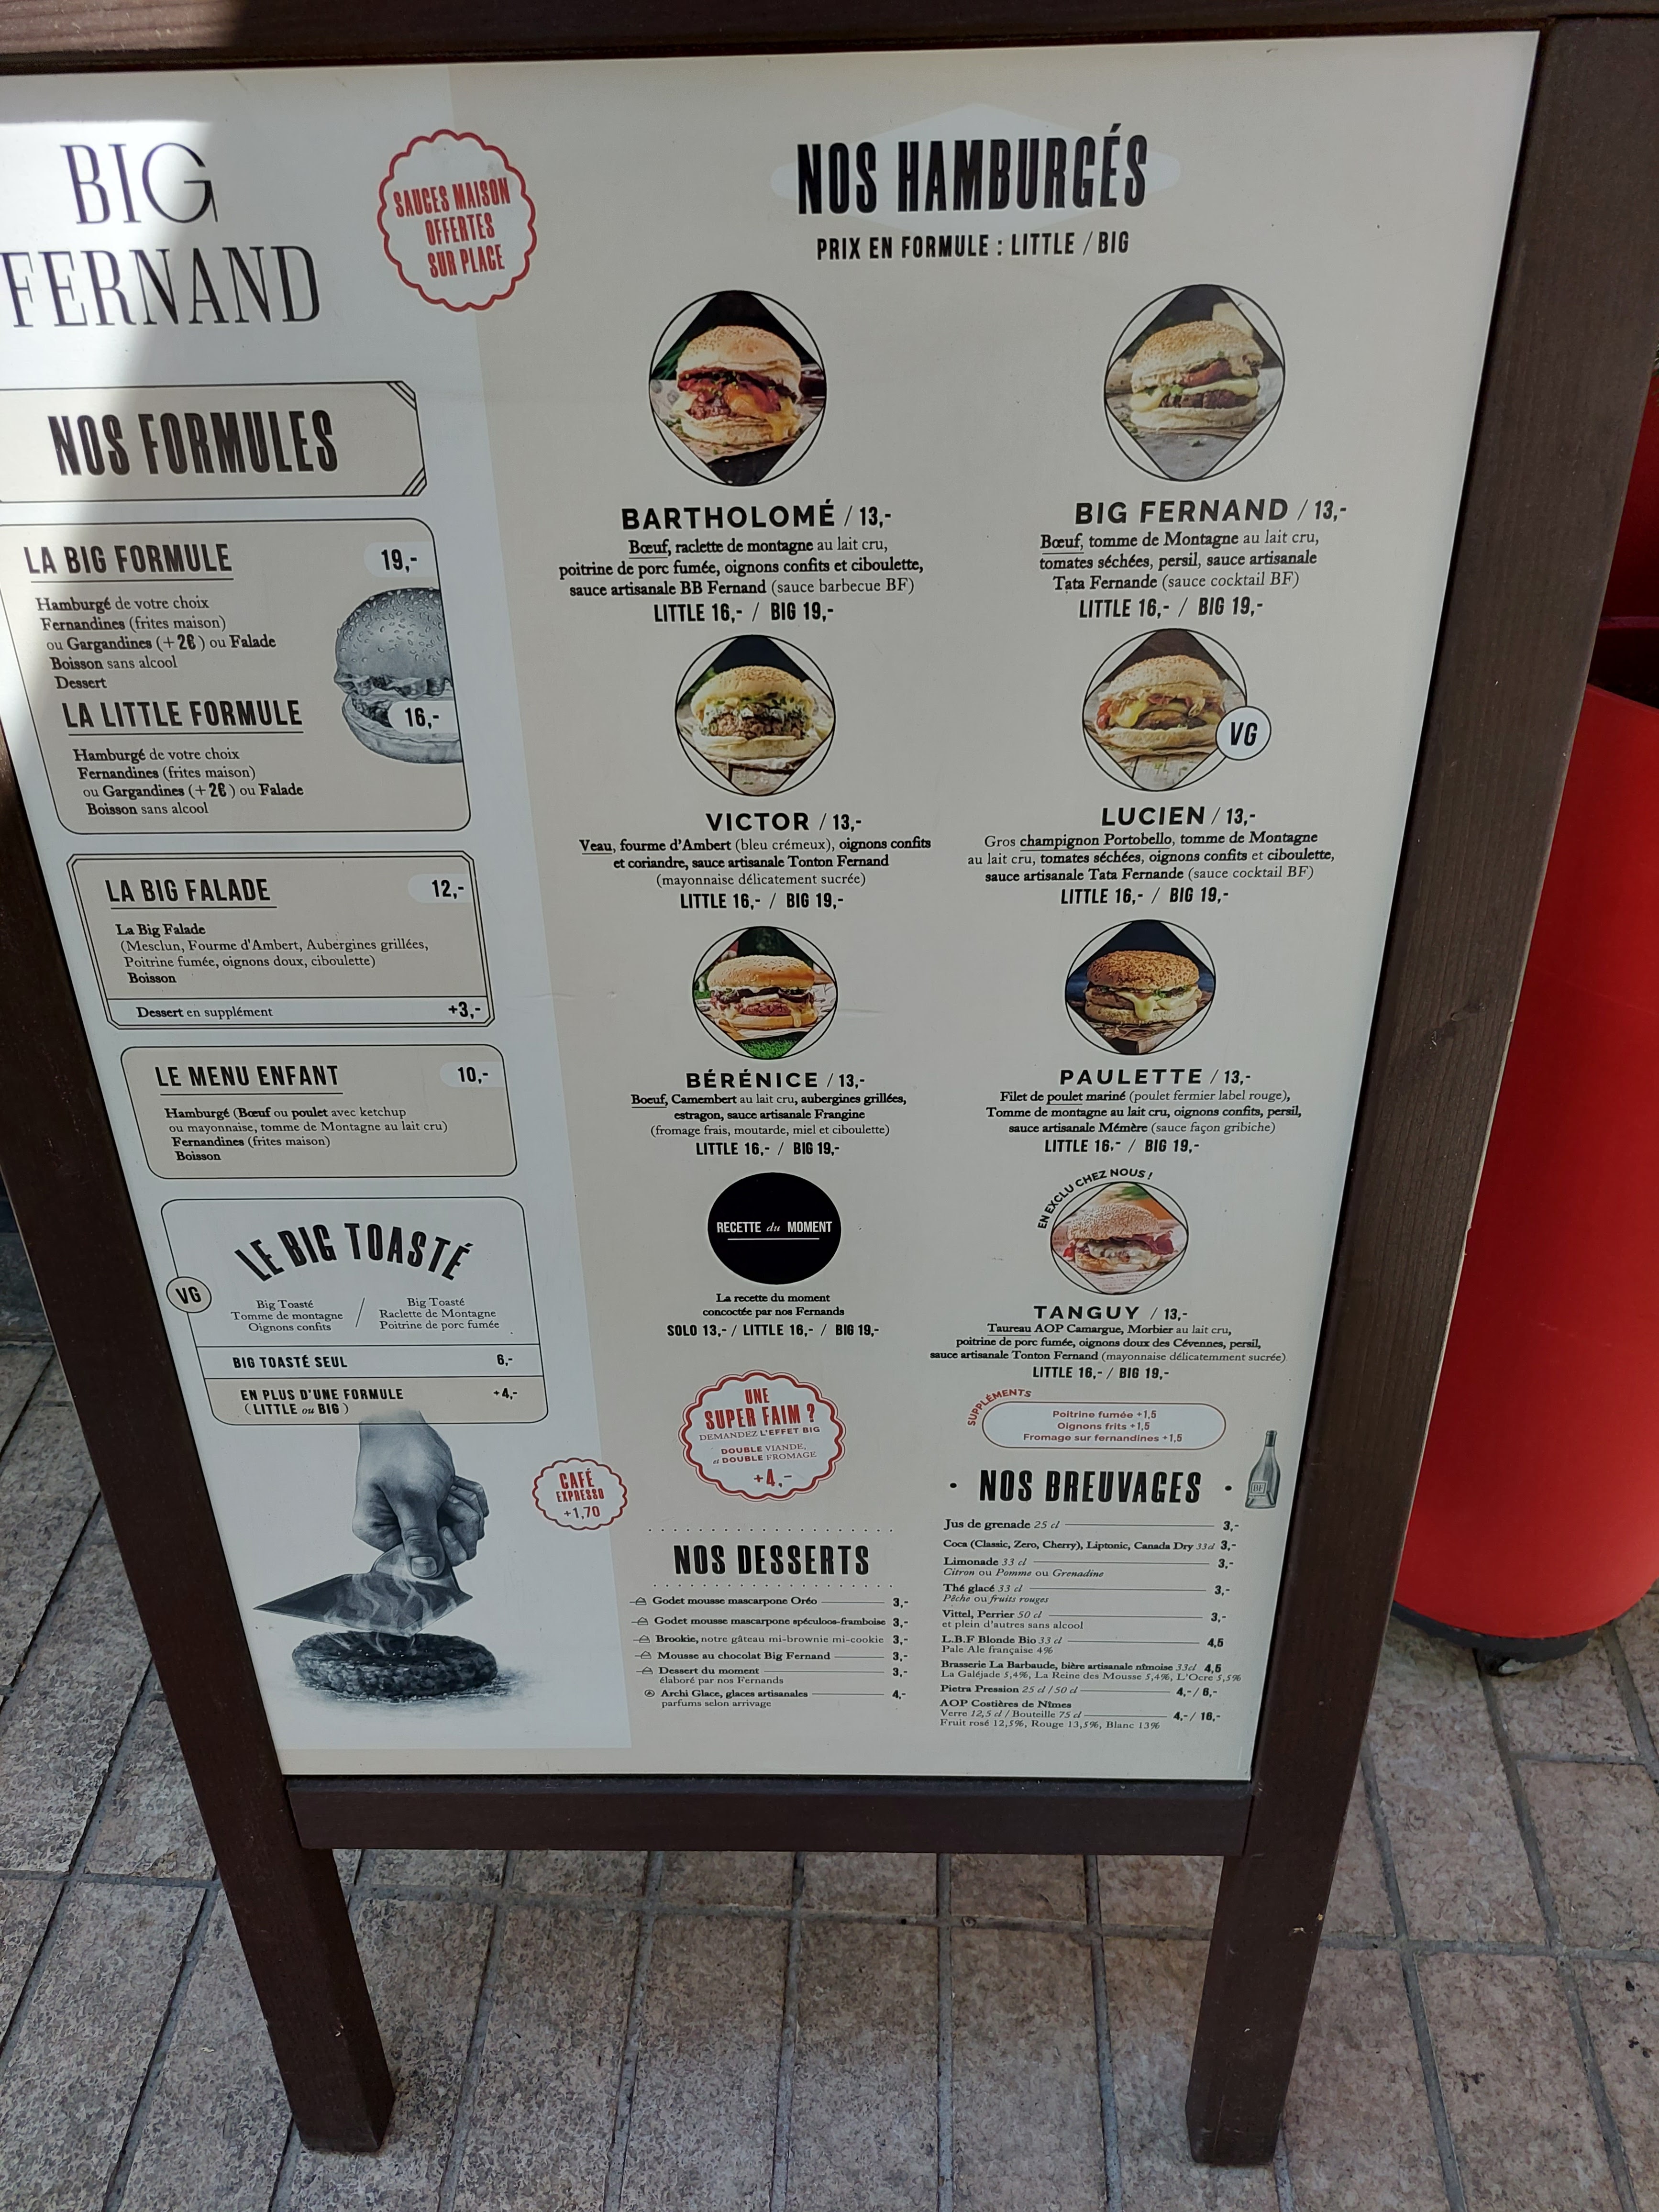 BIG
FERNAND
SAUCES MAISON
OFFERTES
SUR PLACE
NOS FORMULES
LA BIG FORMULE 19,-
Hamburgé de votre choix
Fernandines (frites maison)
ou Gargandines (+2€) ou Falade
Boisson sans alcool
Dessert
LA LITTLE FORMULE 16,-
Hamburgé de votre choix
Fernandines (frites maison)
ou Gargandines (+2€) ou Falade
Boisson sans alcool
LA BIG FALADE 12,-
La Big Falade
(Mesclun, Fourme d'Ambert, Aubergines grillées,
Poitrine fumée, oignons doux, ciboulette)
Boisson
Dessert en supplément +3,-
LE MENU ENFANT 10,-
Hamburgé (Bœuf ou poulet avec ketchup
ou mayonnaise, tomme de Montagne au lait cru)
Fernandines (frites maison)
Boisson
LE BIG TOASTÉ
VG
Big Toasté
Tomme de montagne
Oignons confits
/
Big Toasté
Raclette de Montagne
Poitrine de porc fumée
BIG TOASTÉ SEUL 6,-
EN PLUS D'UNE FORMULE +4,-
(LITTLE ou BIG)
CAFÉ
EXPRESSO
+1,70
NOS HAMBURGÉS
PRIX EN FORMULE : LITTLE / BIG
BARTHOLOMÉ / 13,-
Bœuf, raclette de montagne au lait cru,
poitrine de porc fumée, oignons confits et ciboulette,
sauce artisanale BB Fernand (sauce barbecue BF)
LITTLE 16,- / BIG 19,-
BIG FERNAND / 13,-
Bœuf, tomme de Montagne au lait cru,
tomates séchées, persil, sauce artisanale
Tata Fernande (sauce cocktail BF)
LITTLE 16,- / BIG 19,-
VICTOR / 13,-
Veau, fourme d'Ambert (bleu crémeux), oignons confits
et coriandre, sauce artisanale Tonton Fernand
(mayonnaise délicatement sucrée)
LITTLE 16,- / BIG 19,-
VG
LUCIEN / 13,-
Gros champignon Portobello, tomme de Montagne
au lait cru, tomates séchées, oignons confits et ciboulette,
sauce artisanale Tata Fernande (sauce cocktail BF)
LITTLE 16,- / BIG 19,-
BÉRÉNICE / 13,-
Boeuf, Camembert au lait cru, aubergines grillées,
estragon, sauce artisanale Frangine
(fromage frais, moutarde, miel et ciboulette)
LITTLE 16,- / BIG 19,-
PAULETTE / 13,-
Filet de poulet mariné (poulet fermier label rouge),
Tomme de montagne au lait cru, oignons confits, persil,
sauce artisanale Mémère (sauce façon gribiche)
LITTLE 16,- / BIG 19,-
RECETTE du MOMENT
La recette du moment
concoctée par nos Fernands
SOLO 13,- / LITTLE 16,- / BIG 19,-
EN EXCLU CHEZ NOUS !
TANGUY / 13,-
Taureau AOP Camargue, Morbier au lait cru,
poitrine de porc fumée, oignons doux des Cévennes, persil,
sauce artisanale Tonton Fernand (mayonnaise délicatemment sucrée)
LITTLE 16,- / BIG 19,-
UNE
SUPER FAIM ?
DEMANDEZ L'EFFET BIG
DOUBLE VIANDE,
et DOUBLE FROMAGE
+4,-
SUPPLÉMENTS
Poitrine fumée +1,5
Oignons frits +1,5
Fromage sur fernandines +1,5
NOS DESSERTS
Godet mousse mascarpone Oréo 3,-
Godet mousse mascarpone spéculoos-framboise 3,-
Brookie, notre gâteau mi-brownie mi-cookie 3,-
Mousse au chocolat Big Fernand 3,-
Dessert du moment 3,-
élaboré par nos Fernands
Archi Glace, glaces artisanales 4,-
parfums selon arrivage
· NOS BREUVAGES ·
BF
Jus de grenade 25 cl 3,-
Coca (Classic, Zero, Cherry), Liptonic, Canada Dry 33cl 3,-
Limonade 33 cl 3,-
Citron ou Pomme ou Grenadine
Thé glacé 33 cl 3,-
Pêche ou fruits rouges
Vittel, Perrier 50 cl 3,-
et plein d'autres sans alcool
L.B.F Blonde Bio 33 cl 4,5
Pale Ale française 4%
Brasserie La Barbaude, bière artisanale nîmoise 33cl 4,5
La Galéjade 5,4%, La Reine des Mousse 5,4%, L'Ocre 5,5%
Pietra Pression 25 cl / 50 cl 4,- / 6,-
AOP Costières de Nîmes
Verre 12,5 cl / Bouteille 75 cl 4,- / 16,-
Fruit rosé 12,5%, Rouge 13,5%, Blanc 13%